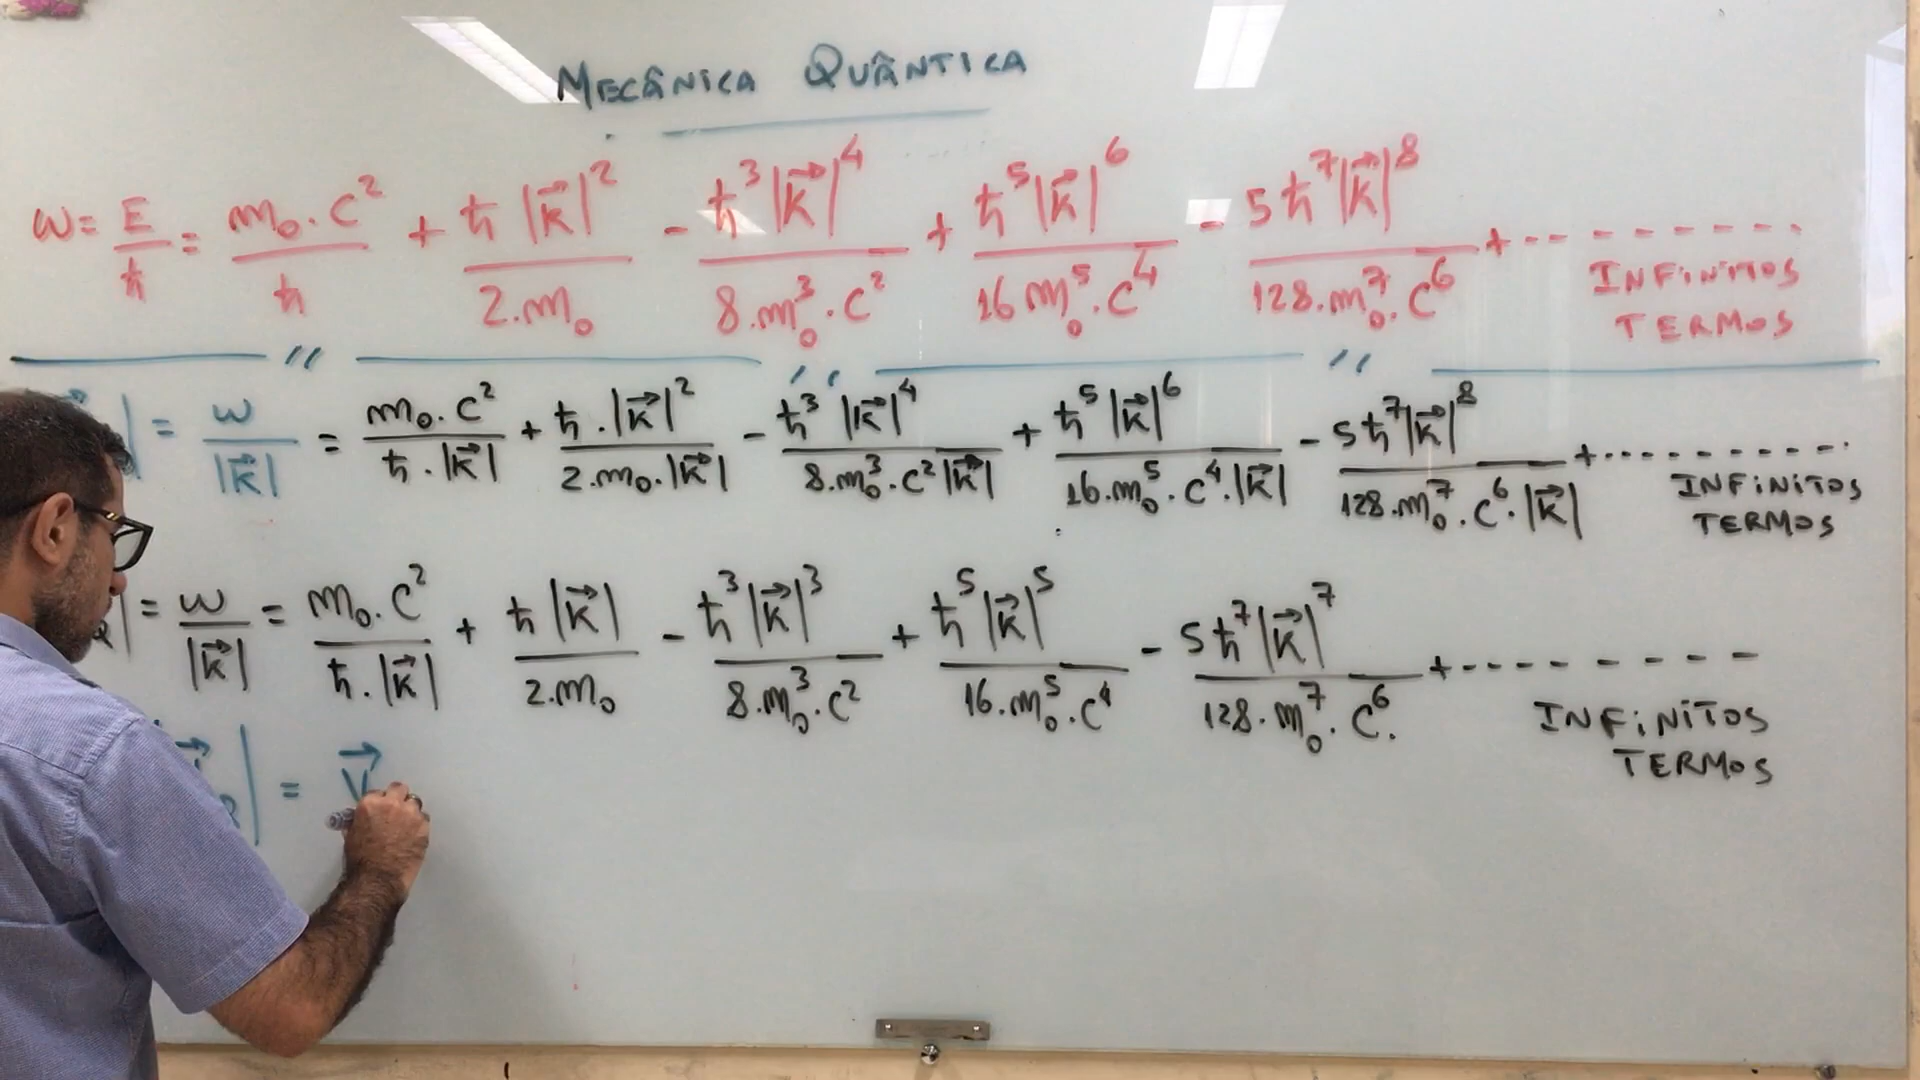 MECÂNICA QUÂNTICA
ω = E/ħ = m₀.c²/ħ + ħ|k⃗|²/2.m₀ - ħ³|k⃗|⁴/8.m₀³.c² + ħ⁵|k⃗|⁶/16m₀⁵.c⁴ - 5ħ⁷|k⃗|⁸/128.m₀⁷.c⁶ + --------- INFINITOS TERMOS
| = ω/|k⃗| = m₀.c²/ħ.|k⃗| + ħ.|k⃗|²/2.m₀.|k⃗| - ħ³|k⃗|⁴/8.m₀³.c²|k⃗| + ħ⁵|k⃗|⁶/16.m₀⁵.c⁴.|k⃗| - 5ħ⁷|k⃗|⁸/128.m₀⁷.c⁶.|k⃗| + --------- INFINITOS TERMOS
| = ω/|k⃗| = m₀.c²/ħ.|k⃗| + ħ|k⃗|/2.m₀ - ħ³|k⃗|³/8.m₀³.c² + ħ⁵|k⃗|⁵/16.m₀⁵.c⁴ - 5ħ⁷|k⃗|⁷/128.m₀⁷.c⁶. + --------- INFINITOS TERMOS
| = V⃗